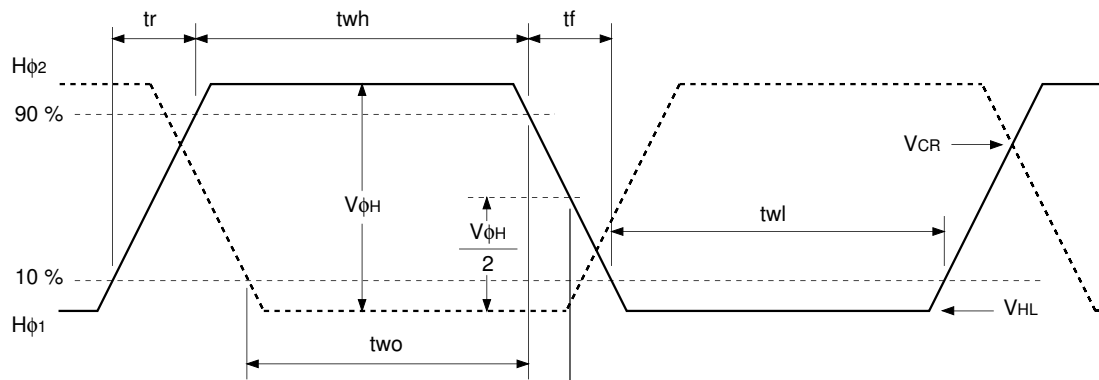 tr
twh
tf
Hϕ2
90 %
VCR
VϕH
VϕH
2
twl
10 %
VHL
Hϕ1
two